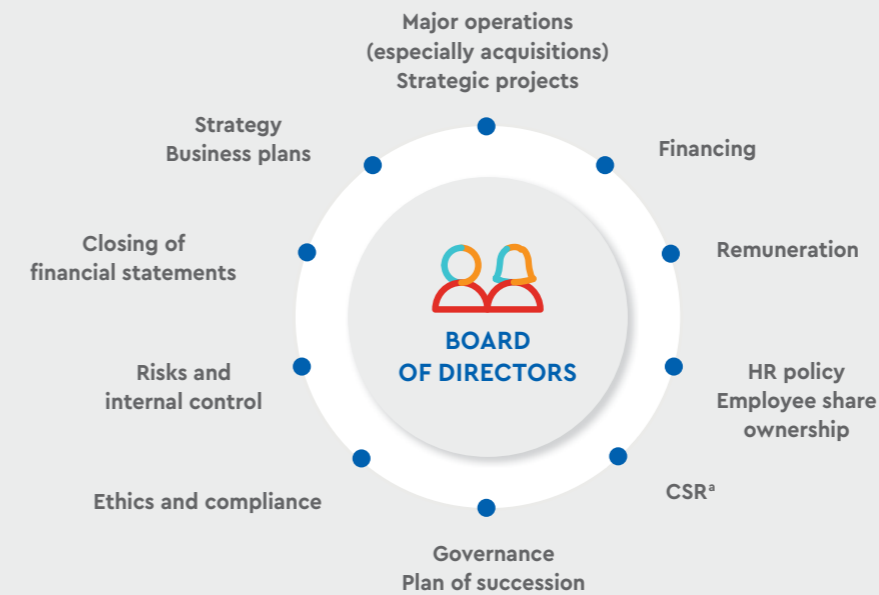 Major operations
(especially acquisitions)
Strategic projects
Strategy
Business plans
Financing
Closing of
financial statements
Remuneration
BOARD
OF DIRECTORS
Risks and
internal control
HR policy
Employee share
ownership
Ethics and compliance
CSRᵃ
Governance
Plan of succession